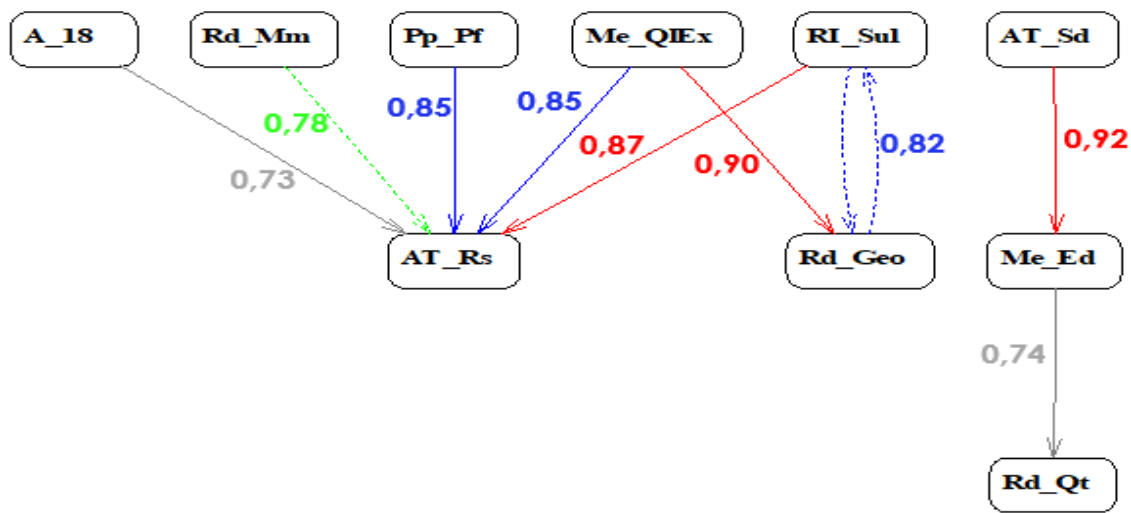 A_18
Rd_Mm
Pp_Pf
Me_QIEx
RI_Sul
AT_Sd
0,78
0,85
0,85
0,87
0,90
0,82
0,92
0,73
AT_Rs
Rd_Geo
Me_Ed
0,74
Rd_Qt